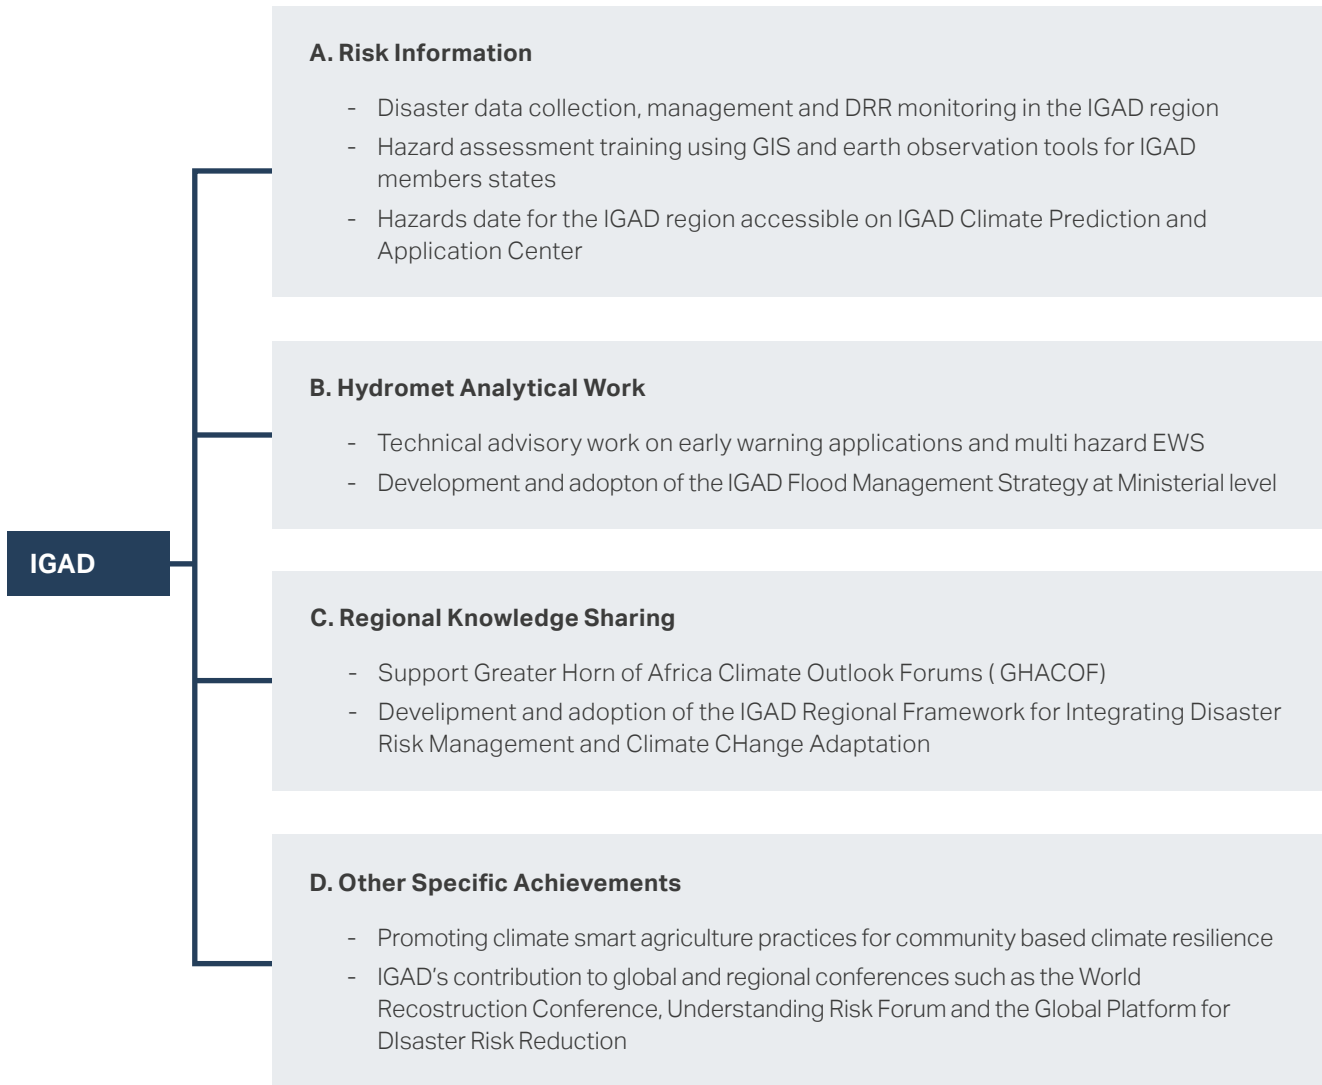 A. Risk Information
- Disaster data collection, management and DRR monitoring in the IGAD region
- Hazard assessment training using GIS and earth observation tools for IGAD
members states
- Hazards date for the IGAD region accessible on IGAD Climate Prediction and
Application Center
B. Hydromet Analytical Work
- Technical advisory work on early warning applications and multi hazard EWS
- Development and adopton of the IGAD Flood Management Strategy at Ministerial level
IGAD
C. Regional Knowledge Sharing
- Support Greater Horn of Africa Climate Outlook Forums ( GHACOF)
- Develipment and adoption of the IGAD Regional Framework for Integrating Disaster
Risk Management and Climate CHange Adaptation
D. Other Specific Achievements
- Promoting climate smart agriculture practices for community based climate resilience
- IGAD's contribution to global and regional conferences such as the World
Recostruction Conference, Understanding Risk Forum and the Global Platform for
DIsaster Risk Reduction